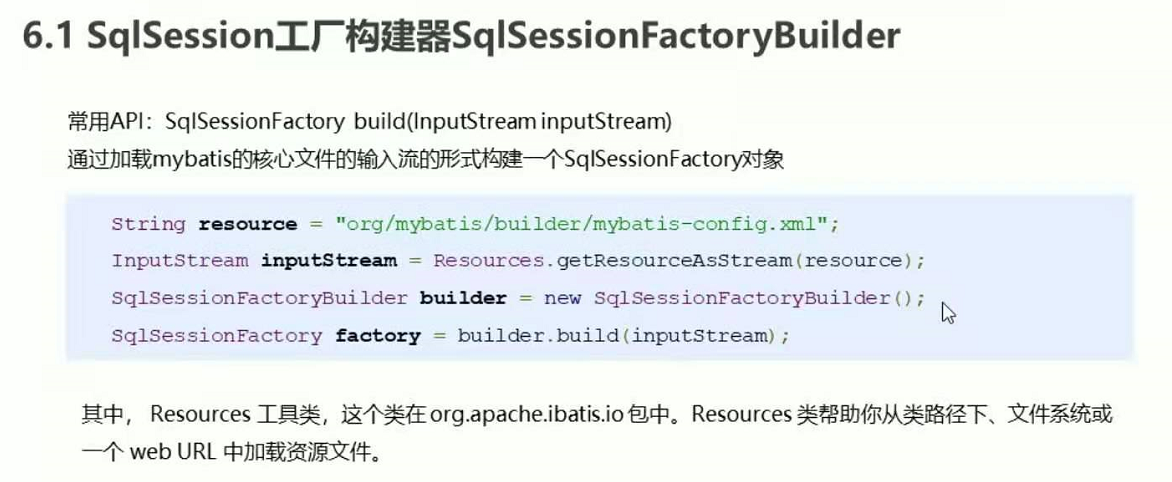 6.1 SqlSession工厂构建器SqlSessionFactoryBuilder
常用API：SqlSessionFactory build(InputStream inputStream)
通过加载mybatis的核心文件的输入流的形式构建一个SqlSessionFactory对象
String resource = "org/mybatis/builder/mybatis-config.xml";
InputStream inputStream = Resources.getResourceAsStream(resource);
SqlSessionFactoryBuilder builder = new SqlSessionFactoryBuilder();
SqlSessionFactory factory = builder.build(inputStream);
其中， Resources 工具类，这个类在 org.apache.ibatis.io 包中。Resources 类帮助你从类路径下、文件系统或
一个 web URL 中加载资源文件。